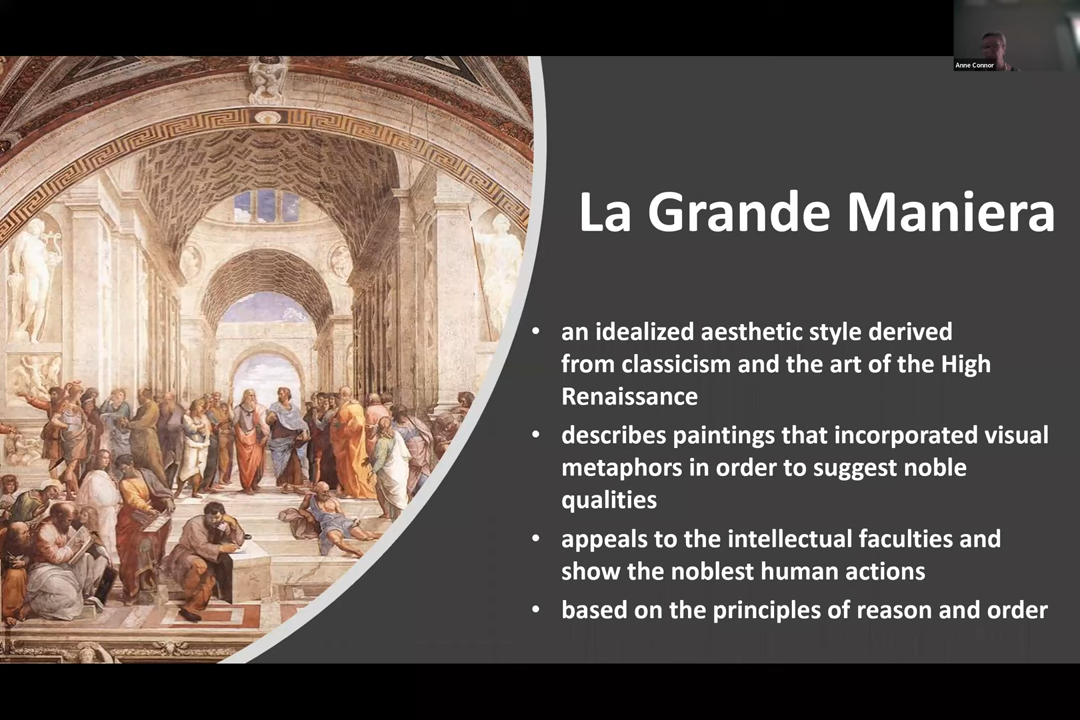 Anne Connor
La Grande Maniera
• an idealized aesthetic style derived
from classicism and the art of the High
Renaissance
• describes paintings that incorporated visual
metaphors in order to suggest noble
qualities
• appeals to the intellectual faculties and
show the noblest human actions
• based on the principles of reason and order